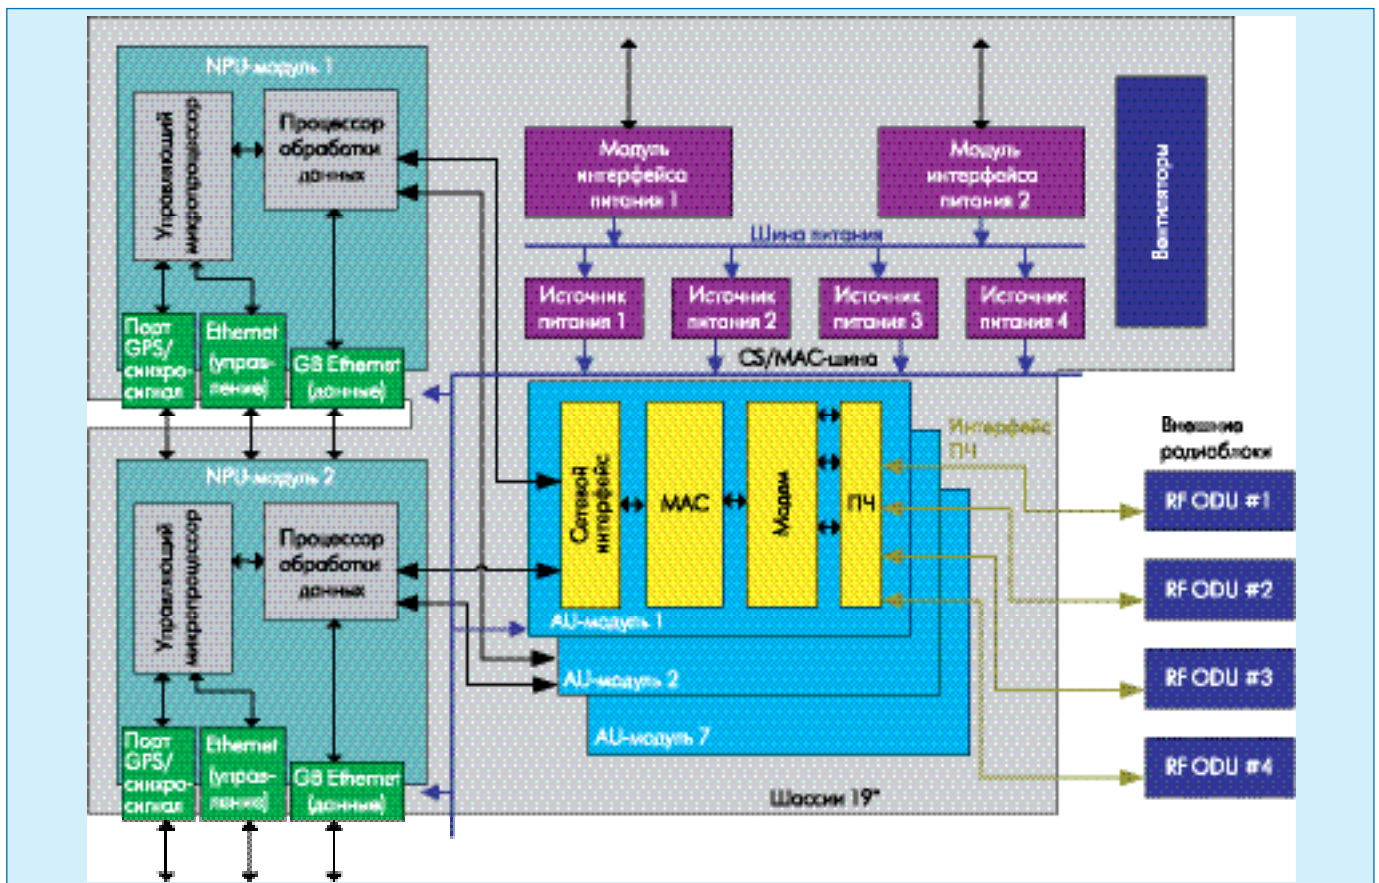 NPU-модуль 1
Управляющий
микропроцессор
Процессор
обработки
данных
Порт
GPS/
синхро-
сигнал
Ethernet
(управ-
ление)
GB Ethernet
(данные)
Модуль
интерфейса
питания 1
Модуль
интерфейса
питания 2
Вентиляторы
Шина питания
Источник
питания 1
Источник
питания 2
Источник
питания 3
Источник
питания 4
CS/MAC-шина
NPU-модуль 2
Управляющий
микропроцессор
Процессор
обработки
данных
Порт
GPS/
синхро-
сигнал
Ethernet
(управ-
ление)
GB Ethernet
(данные)
Сетевой
интерфейс
MAC
Модем
ПЧ
AU-модуль 1
AU-модуль 2
AU-модуль 7
Интерфейс
ПЧ
Внешние
радиоблоки
RF ODU #1
RF ODU #2
RF ODU #3
RF ODU #4
Шасси 19"